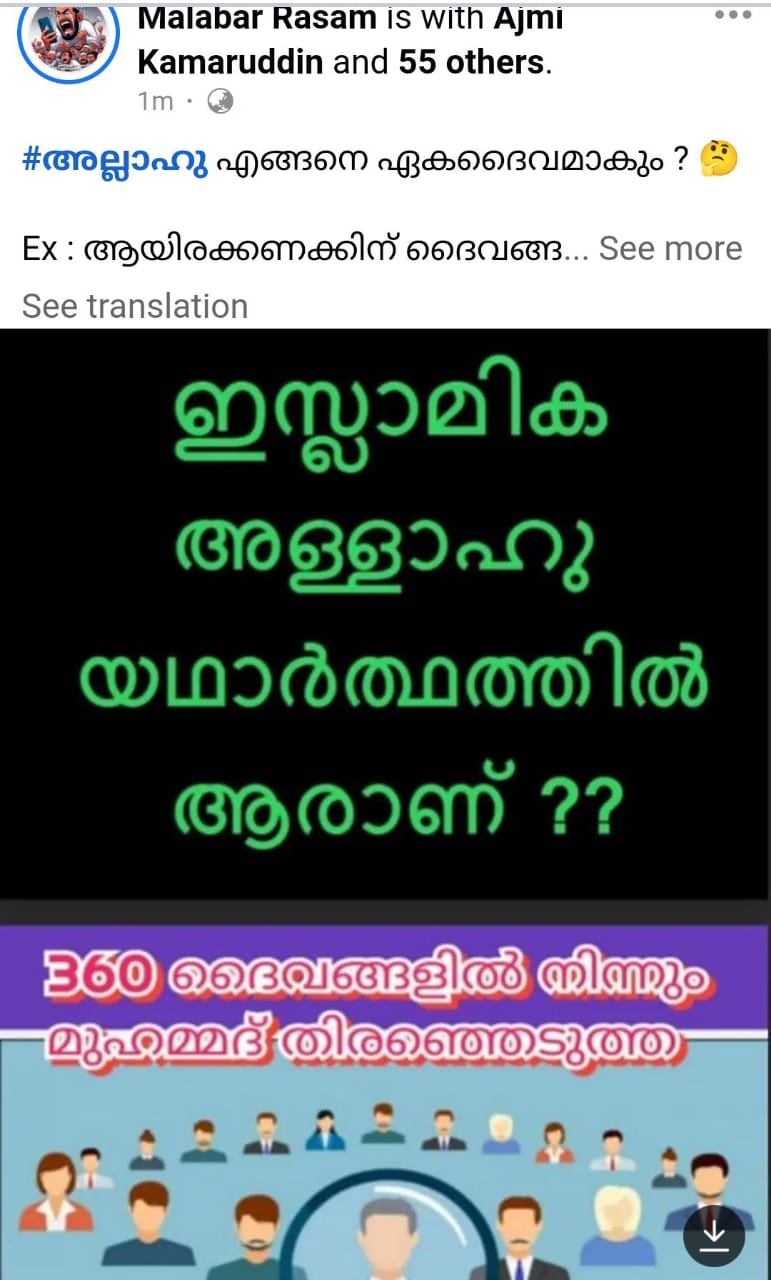 Malabar Rasam is with Ajmi
Kamaruddin and 55 others.
1m ·
#അല്ലാഹു എങ്ങനെ ഏകദൈവമാകും ? 🤔
Ex : ആയിരക്കണക്കിന് ദൈവങ്ങ... See more
See translation
ഇസ്ലാമിക
അള്ളാഹു
യഥാർത്ഥത്തിൽ
ആരാണ് ??
360 ദൈവങ്ങളിൽ നിന്നും
മുഹമ്മദ് തിരഞ്ഞെടുത്ത